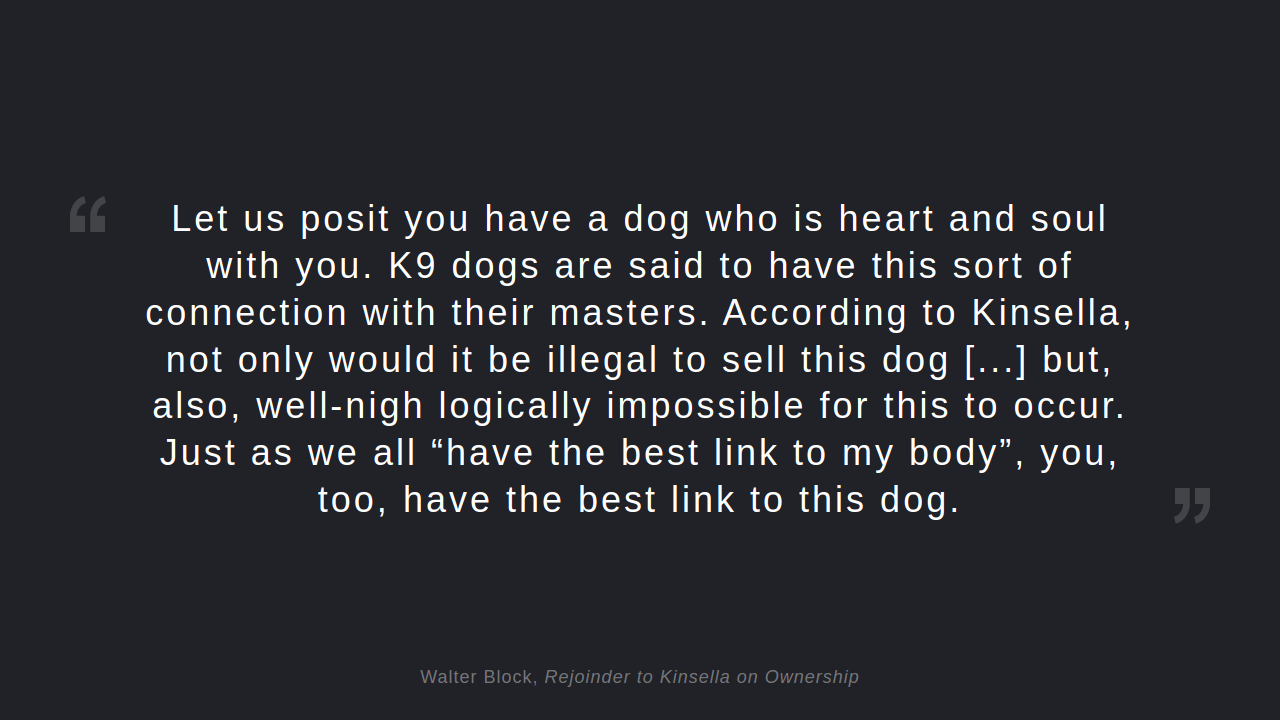 “
Let us posit you have a dog who is heart and soul
with you. K9 dogs are said to have this sort of
connection with their masters. According to Kinsella,
not only would it be illegal to sell this dog [...] but,
also, well-nigh logically impossible for this to occur.
Just as we all “have the best link to my body”, you,
too, have the best link to this dog.
”
Walter Block, Rejoinder to Kinsella on Ownership